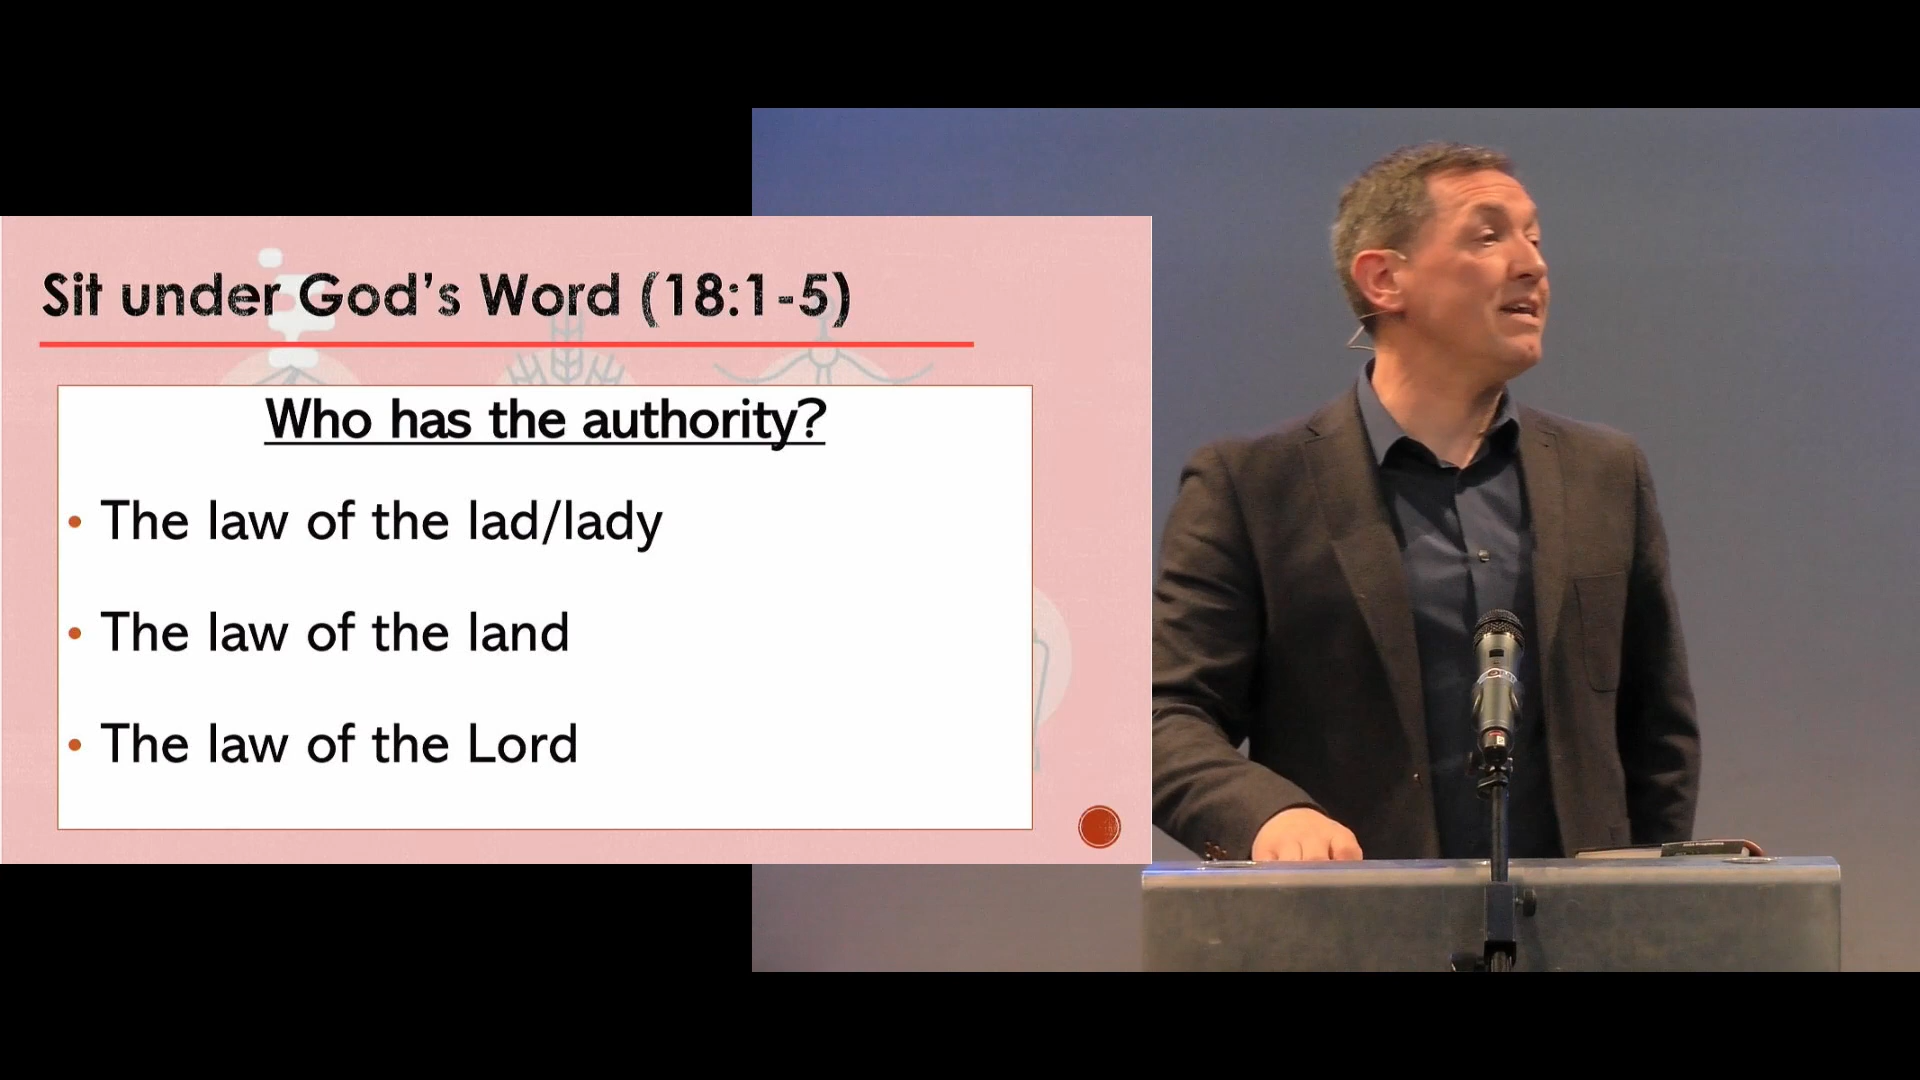 Sit under God's Word (18:1-5)
Who has the authority?
• The law of the lad/lady
• The law of the land
• The law of the Lord